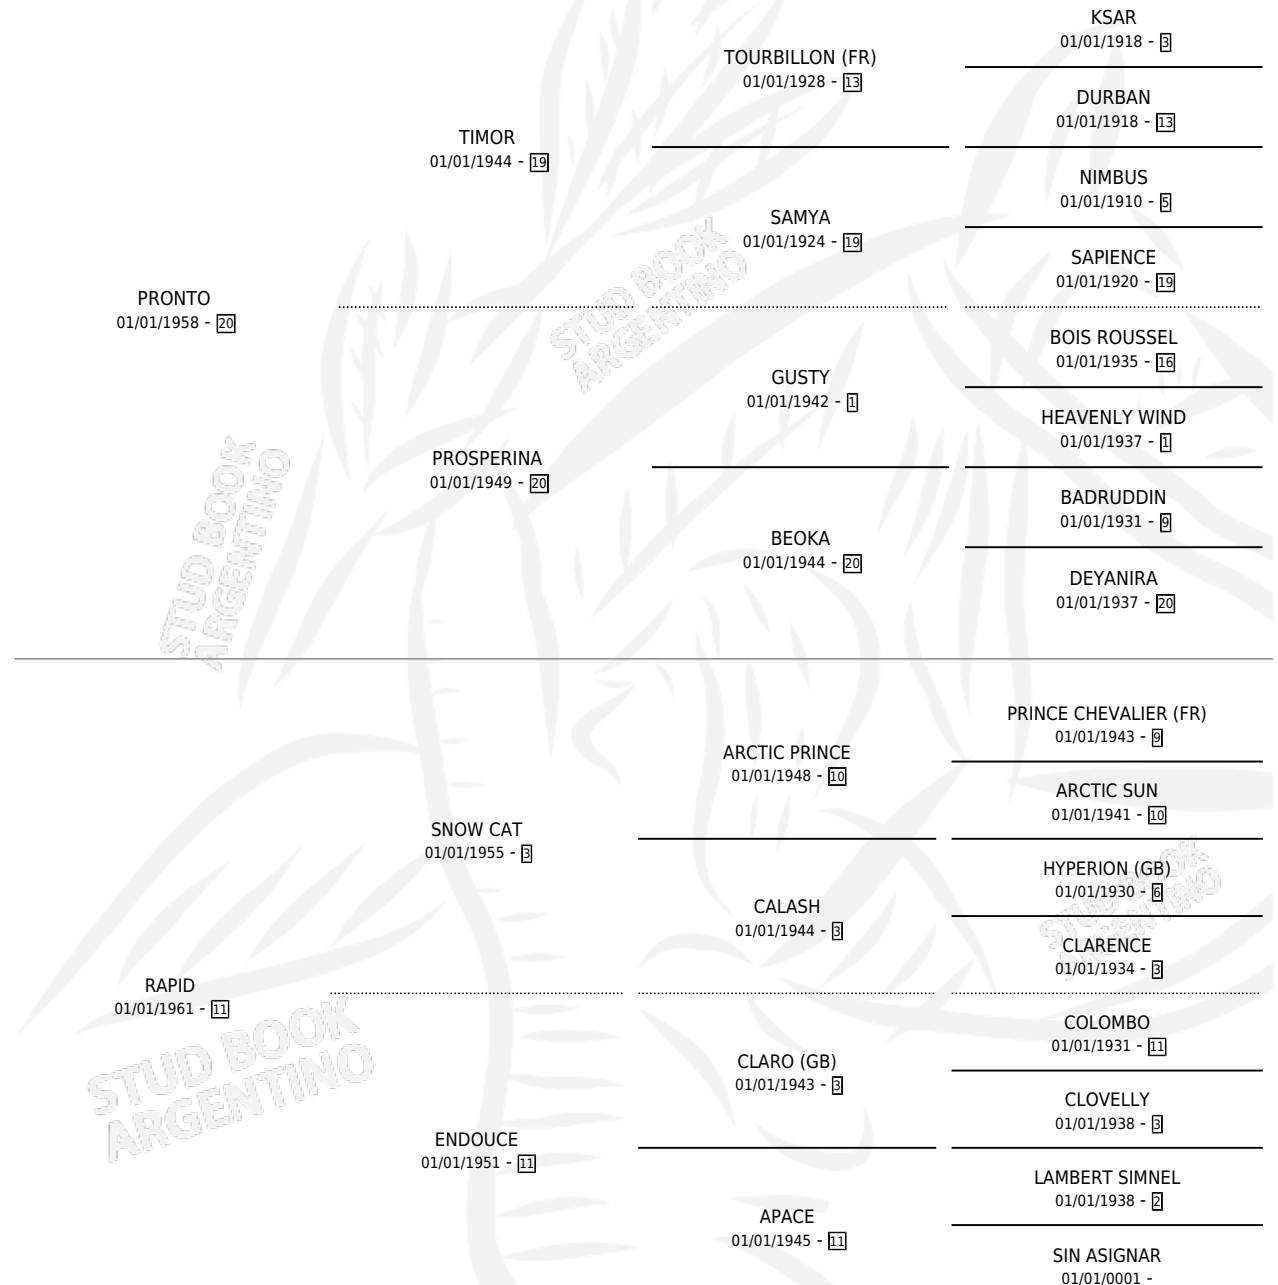 KSAR
01/01/1918 - 3
TOURBILLON (FR)
01/01/1928 - 13
DURBAN
01/01/1918 - 13
TIMOR
01/01/1944 - 19
NIMBUS
01/01/1910 - 5
SAMYA
01/01/1924 - 19
SAPIENCE
01/01/1920 - 19
PRONTO
01/01/1958 - 20
BOIS ROUSSEL
01/01/1935 - 16
GUSTY
01/01/1942 - 1
HEAVENLY WIND
01/01/1937 - 1
PROSPERINA
01/01/1949 - 20
BADRUDDIN
01/01/1931 - 9
BEOKA
01/01/1944 - 20
DEYANIRA
01/01/1937 - 20
STUD BOOK
ARGENTINO
STUD BOOK
ARGENTINO
PRINCE CHEVALIER (FR)
01/01/1943 - 9
ARCTIC PRINCE
01/01/1948 - 10
ARCTIC SUN
01/01/1941 - 10
SNOW CAT
01/01/1955 - 3
HYPERION (GB)
01/01/1930 - 6
CALASH
01/01/1944 - 3
CLARENCE
01/01/1934 - 3
STUD BOOK
ARGENTINO
RAPID
01/01/1961 - 11
COLOMBO
01/01/1931 - 11
CLARO (GB)
01/01/1943 - 3
CLOVELLY
01/01/1938 - 3
STUD BOOK
ARGENTINO
ENDOUCE
01/01/1951 - 11
LAMBERT SIMNEL
01/01/1938 - 2
APACE
01/01/1945 - 11
SIN ASIGNAR
01/01/0001 -